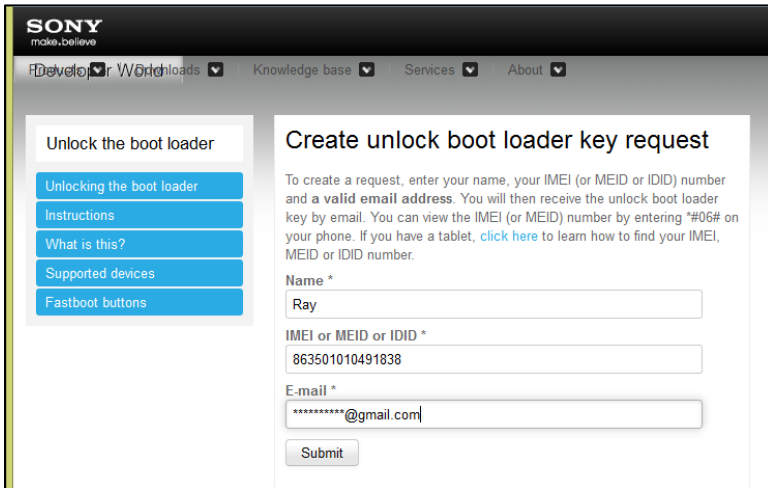 SONY
make.believe
Developer World
Products Downloads Knowledge base Services About
Unlock the boot loader
Unlocking the boot loader
Instructions
What is this?
Supported devices
Fastboot buttons
Create unlock boot loader key request
To create a request, enter your name, your IMEI (or MEID or IDID) number
and a valid email address. You will then receive the unlock boot loader
key by email. You can view the IMEI (or MEID) number by entering *#06# on
your phone. If you have a tablet, click here to learn how to find your IMEI,
MEID or IDID number.
Name *
Ray
IMEI or MEID or IDID *
863501010491838
E-mail *
**********@gmail.com
Submit